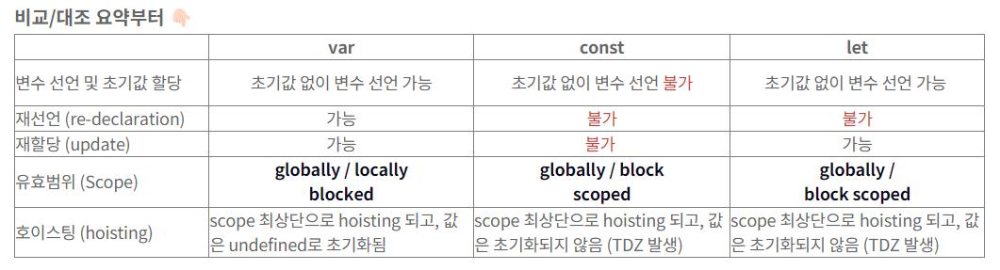 비교/대조 요약부터 👇🏻
var const let
변수 선언 및 초기값 할당 초기값 없이 변수 선언 가능 초기값 없이 변수 선언 불가 초기값 없이 변수 선언 가능
재선언 (re-declaration) 가능 불가 불가
재할당 (update) 가능 불가 가능
유효범위 (Scope)
globally / locally
blocked
globally / block
scoped
globally /
block scoped
호이스팅 (hoisting)
scope 최상단으로 hoisting 되고, 값
은 undefined로 초기화됨
scope 최상단으로 hoisting 되고, 값
은 초기화되지 않음 (TDZ 발생)
scope 최상단으로 hoisting 되고, 값
은 초기화되지 않음 (TDZ 발생)